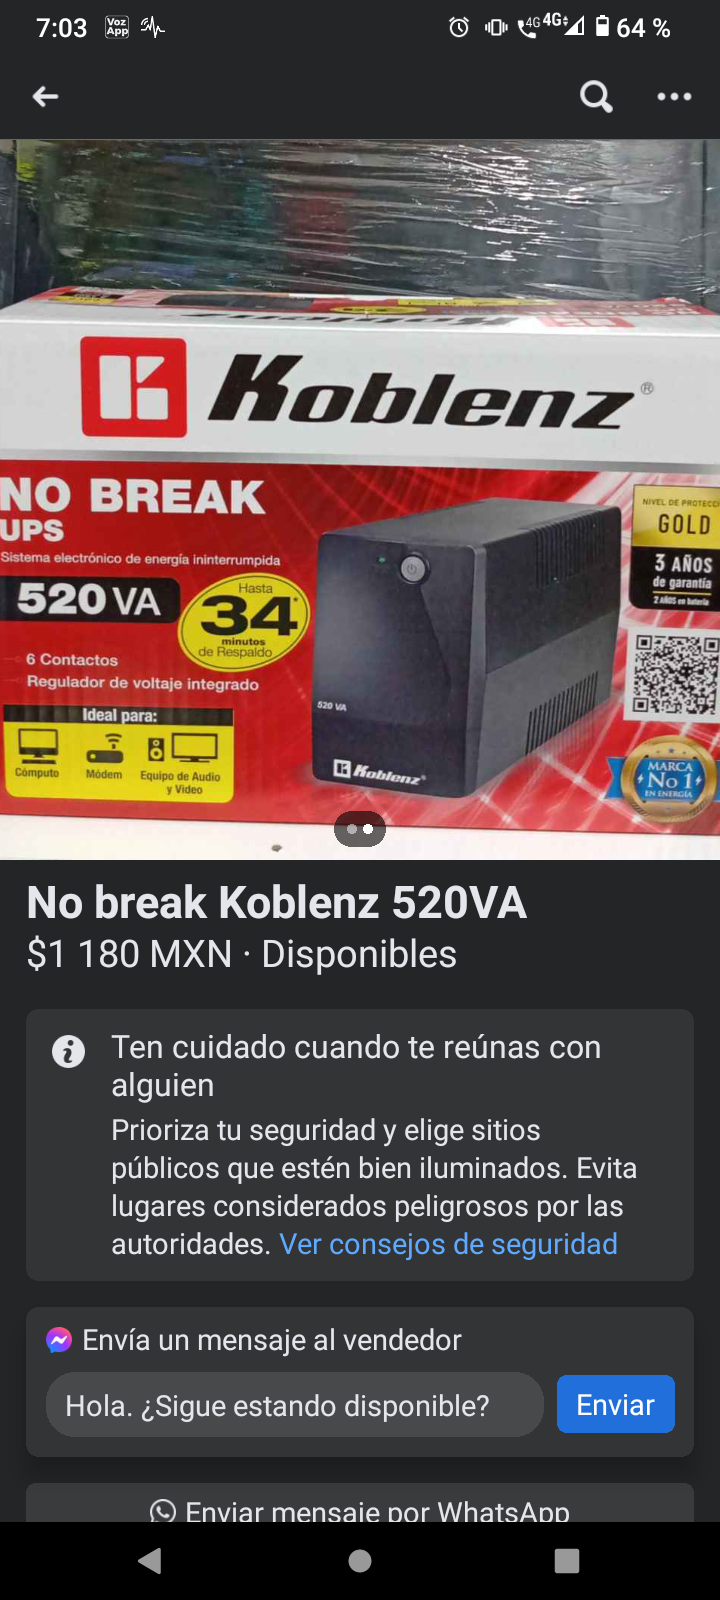 7:03 Voz App 4G 4G 64 %
Koblenz®
NO BREAK
UPS
Sistema electrónico de energía ininterrumpida
520 VA
Hasta
34*
minutos
de Respaldo
6 Contactos
Regulador de voltaje integrado
Ideal para:
Cómputo
Módem
Equipo de Audio
y Video
520 VA
Koblenz®
NIVEL DE PROTECCI
GOLD
3 AÑOS
de garantía
2 AÑOS en batería
MARCA
No 1
EN ENERGÍA
No break Koblenz 520VA
$1 180 MXN · Disponibles
Ten cuidado cuando te reúnas con
alguien
Prioriza tu seguridad y elige sitios
públicos que estén bien iluminados. Evita
lugares considerados peligrosos por las
autoridades. Ver consejos de seguridad
Envía un mensaje al vendedor
Hola. ¿Sigue estando disponible?
Enviar
Enviar mensaje por WhatsApp